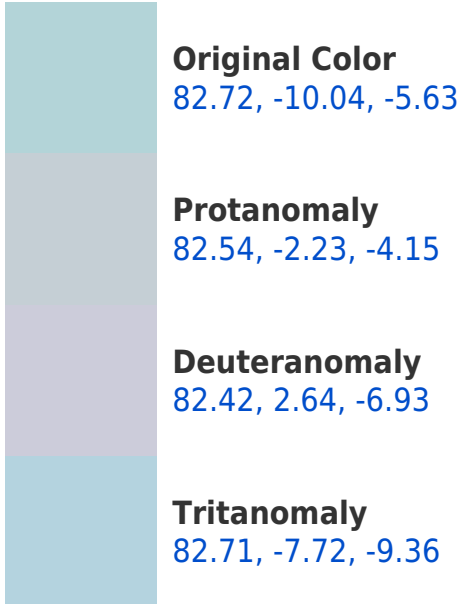 Original Color
82.72, -10.04, -5.63
Protanomaly
82.54, -2.23, -4.15
Deuteranomaly
82.42, 2.64, -6.93
Tritanomaly
82.71, -7.72, -9.36